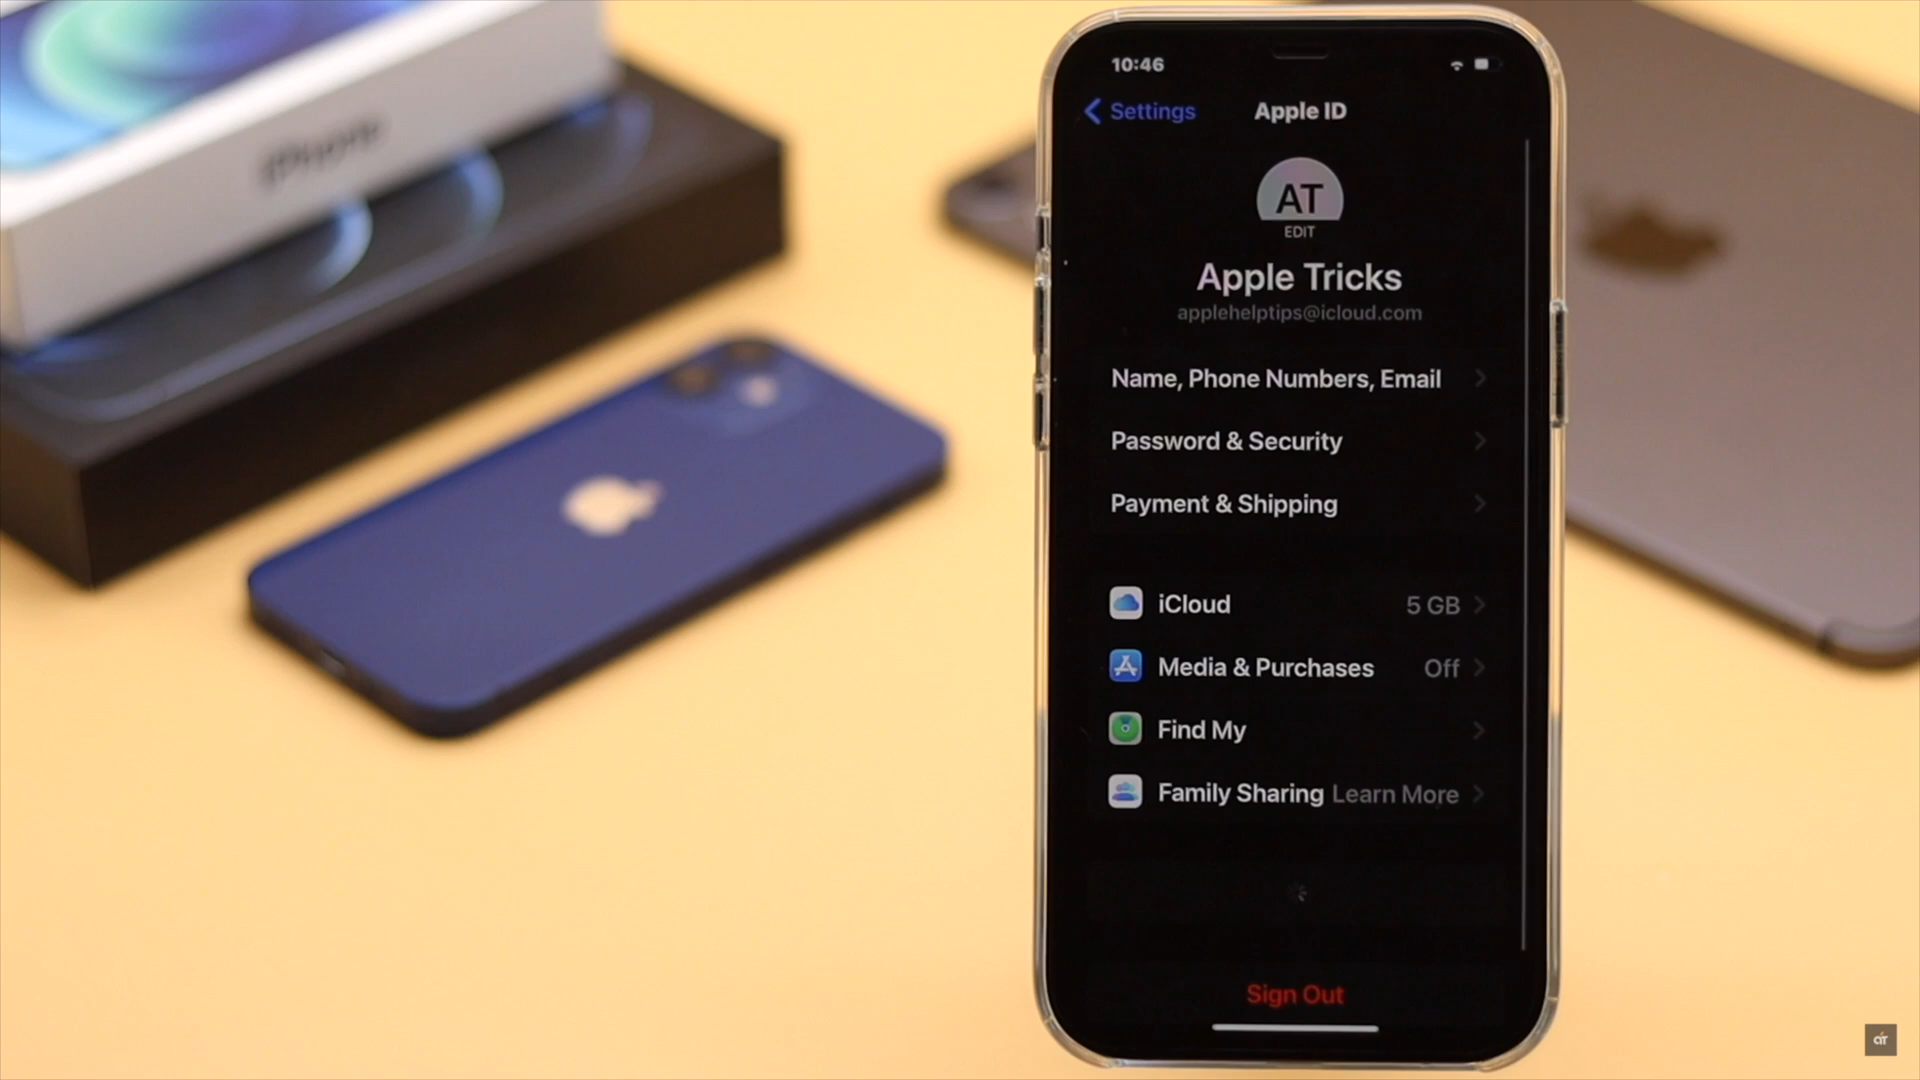 iPhone
10:46
Settings
Apple ID
AT
EDIT
Apple Tricks
applehelptips@icloud.com
Name, Phone Numbers, Email
Password & Security
Payment & Shipping
iCloud 5 GB
Media & Purchases Off
Find My
Family Sharing Learn More
Sign Out